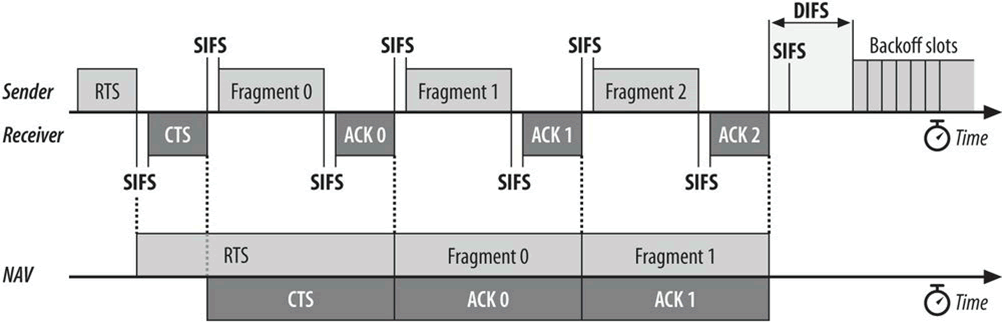 DIFS
SIFS SIFS SIFS SIFS Backoff slots
Sender RTS Fragment 0 Fragment 1 Fragment 2
Receiver CTS ACK 0 ACK 1 ACK 2 Time
SIFS SIFS SIFS SIFS
RTS Fragment 0 Fragment 1
NAV
CTS ACK 0 ACK 1 Time